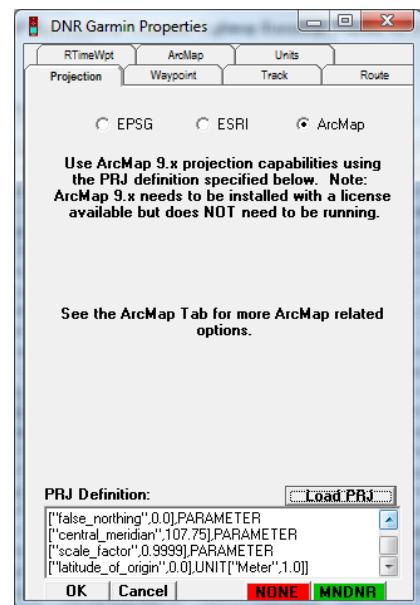 DNR Garmin Properties
RTimeWpt ArcMap Units
Projection Waypoint Track Route
EPSG ESRI ArcMap
Use ArcMap 9.x projection capabilities using
the PRJ definition specified below. Note:
ArcMap 9.x needs to be installed with a license
available but does NOT need to be running.
See the ArcMap Tab for more ArcMap related
options.
PRJ Definition: Load PRJ
["false_northing",0.0],PARAMETER
["central_meridian",107.75],PARAMETER
["scale_factor",0.9999],PARAMETER
["latitude_of_origin",0.0],UNIT["Meter",1.0]]
OK Cancel NONE MNDNR